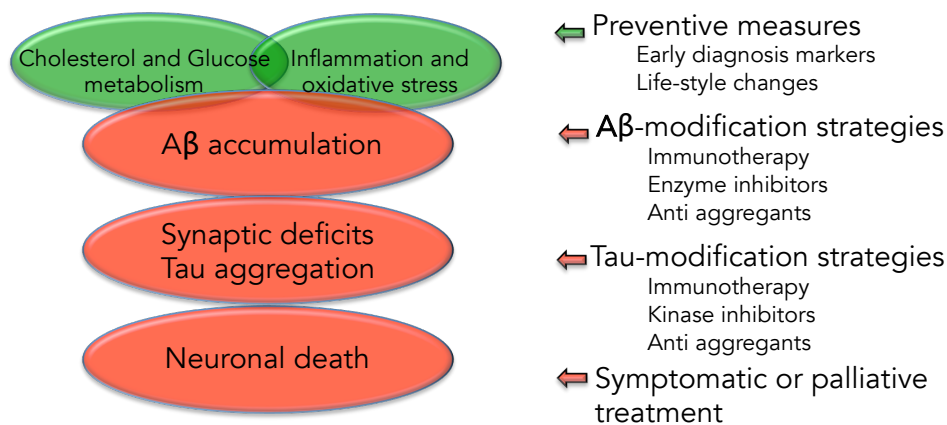 Cholesterol and Glucose
metabolism
Inflammation and
oxidative stress
Aβ accumulation
Synaptic deficits
Tau aggregation
Neuronal death
Preventive measures
Early diagnosis markers
Life-style changes
Aβ-modification strategies
Immunotherapy
Enzyme inhibitors
Anti aggregants
Tau-modification strategies
Immunotherapy
Kinase inhibitors
Anti aggregants
Symptomatic or palliative
treatment